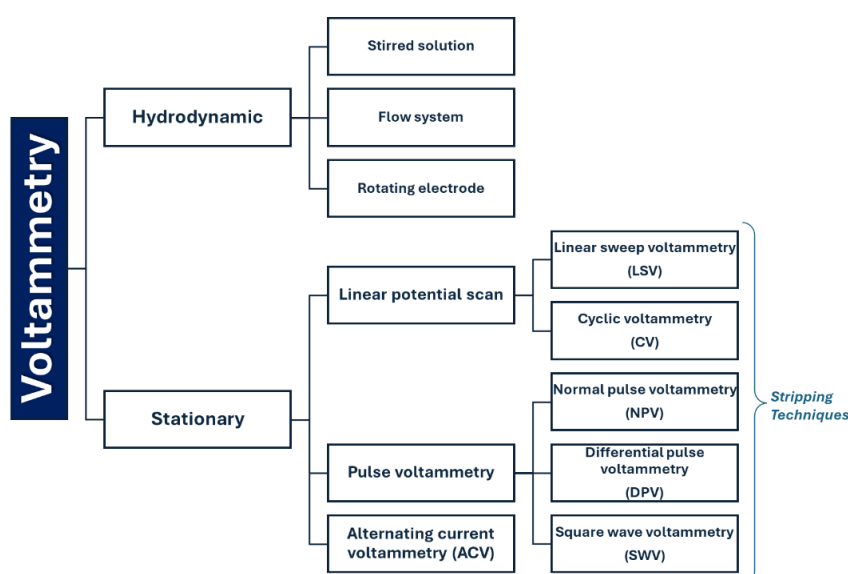 Voltammetry
Hydrodynamic
Stirred solution
Flow system
Rotating electrode
Stationary
Linear potential scan
Linear sweep voltammetry
(LSV)
Cyclic voltammetry
(CV)
Pulse voltammetry
Normal pulse voltammetry
(NPV)
Differential pulse
voltammetry
(DPV)
Square wave voltammetry
(SWV)
Alternating current
voltammetry (ACV)
Stripping
Techniques